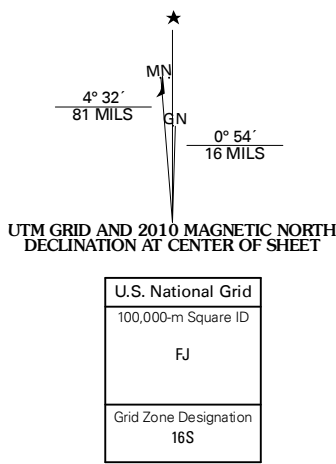 ★
MN
4° 32´
81 MILS
GN
0° 54´
16 MILS
UTM GRID AND 2010 MAGNETIC NORTH
DECLINATION AT CENTER OF SHEET
U.S. National Grid
100,000-m Square ID
FJ
Grid Zone Designation
16S